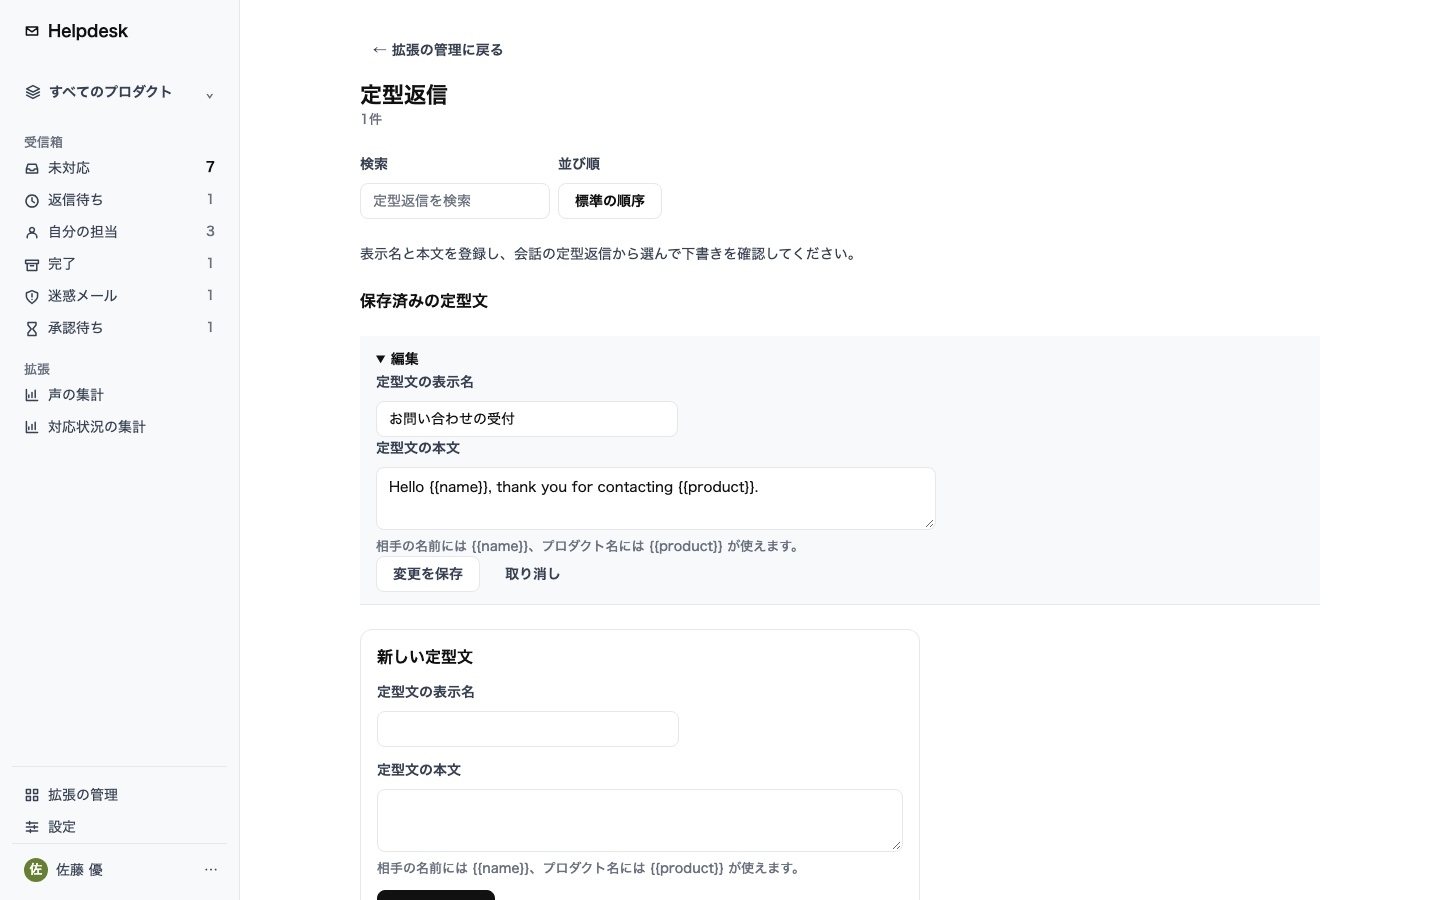 Helpdesk
すべてのプロダクト
受信箱
未対応 7
返信待ち 1
自分の担当 3
完了 1
迷惑メール 1
承認待ち 1
拡張
声の集計
対応状況の集計
拡張の管理
設定
佐 佐藤 優 …
← 拡張の管理に戻る
定型返信
1件
検索 並び順
定型返信を検索 標準の順序
表示名と本文を登録し、会話の定型返信から選んで下書きを確認してください。
保存済みの定型文
▼ 編集
定型文の表示名
お問い合わせの受付
定型文の本文
Hello {{name}}, thank you for contacting {{product}}.
相手の名前には {{name}}、プロダクト名には {{product}} が使えます。
変更を保存 取り消し
新しい定型文
定型文の表示名
定型文の本文
相手の名前には {{name}}、プロダクト名には {{product}} が使えます。